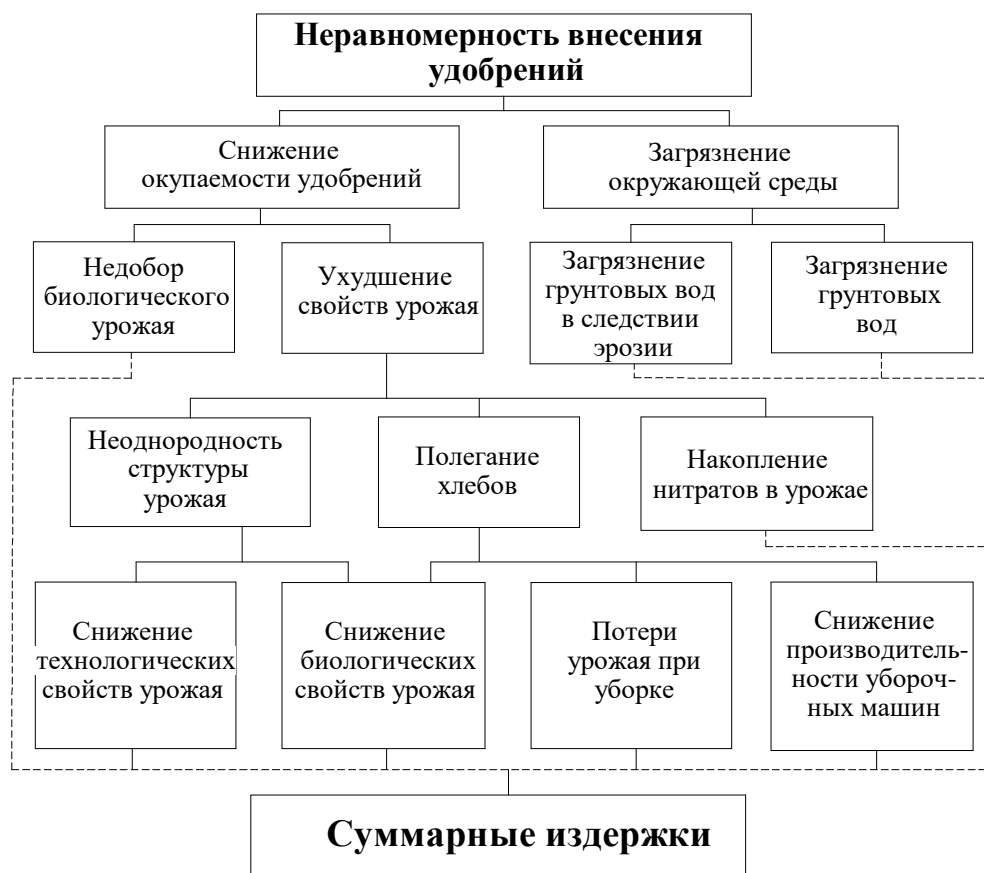 Неравномерность внесения
удобрений
Снижение
окупаемости удобрений
Загрязнение
окружающей среды
Недобор
биологического
урожая
Ухудшение
свойств урожая
Загрязнение
грунтовых вод
в следствии
эрозии
Загрязнение
грунтовых
вод
Неоднородность
структуры
урожая
Полегание
хлебов
Накопление
нитратов в урожае
Снижение
технологических
свойств урожая
Снижение
биологических
свойств урожая
Потери
урожая при
уборке
Снижение
производитель-
ности убороч-
ных машин
Суммарные издержки